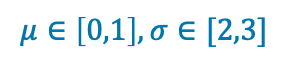 μ ∈ [0,1], σ ∈ [2,3]